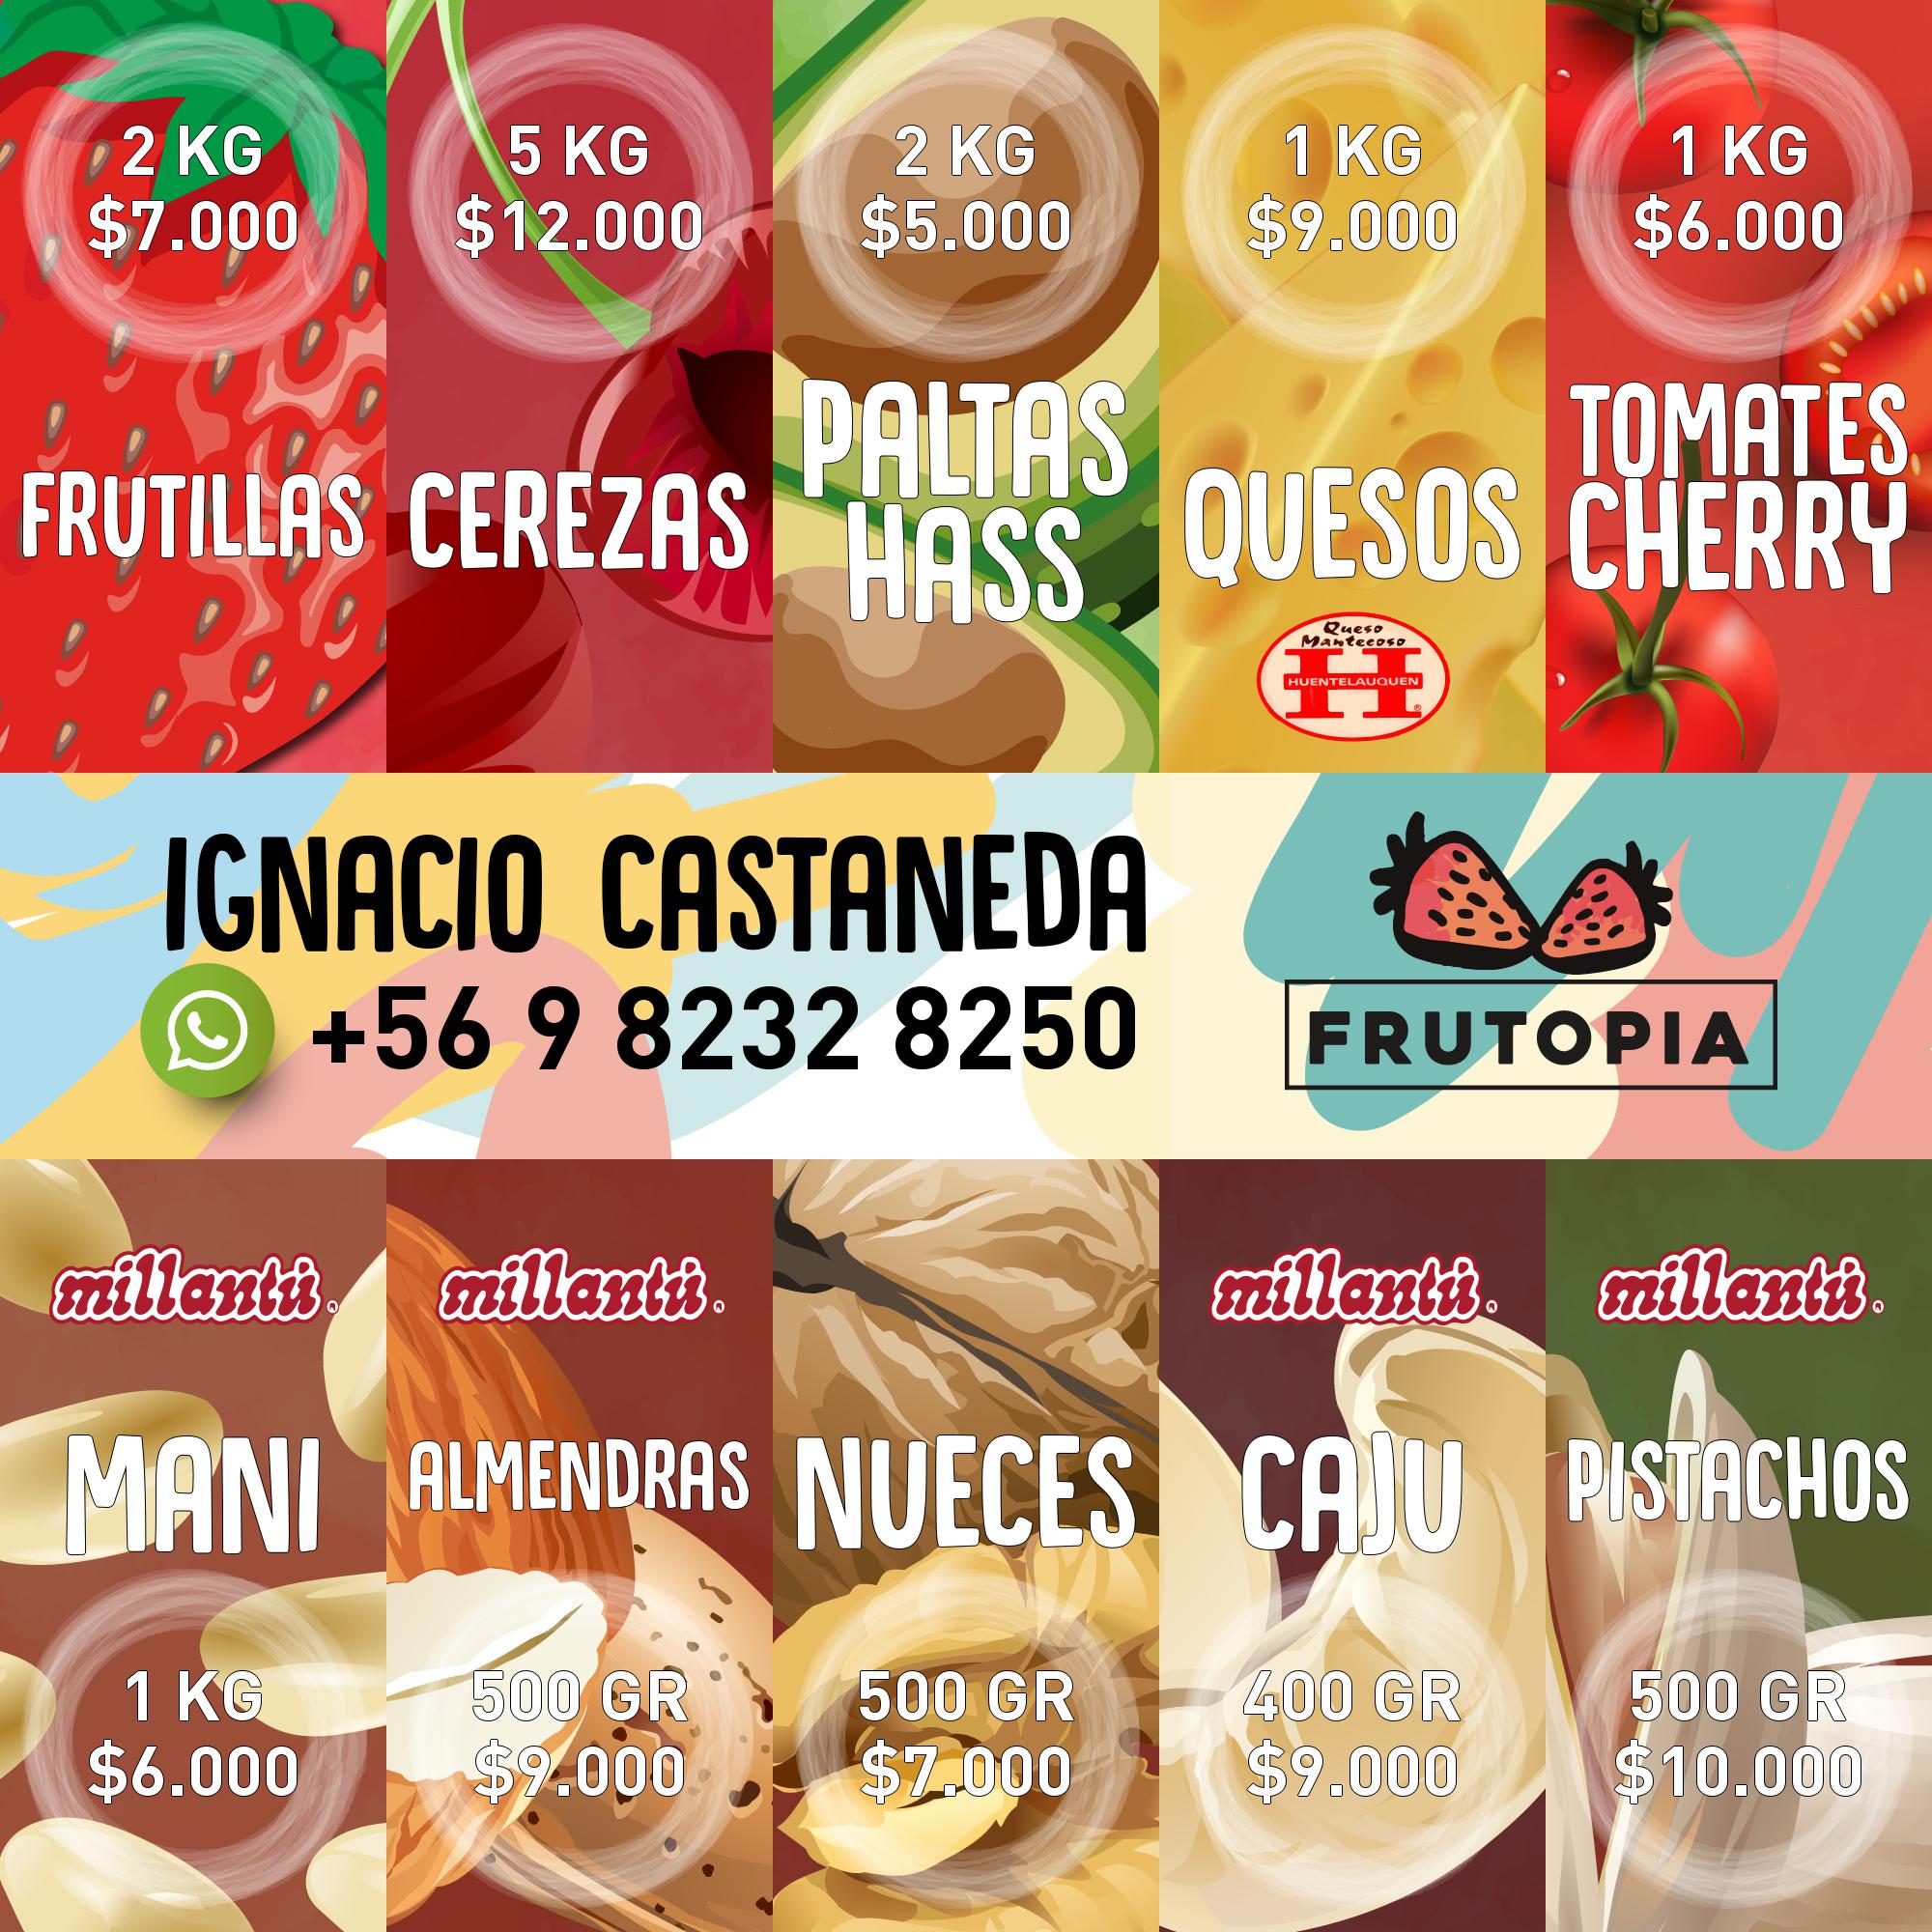 2 KG
$7.000
FRUTILLAS
5 KG
$12.000
CEREZAS
2 KG
$5.000
PALTAS
HASS
1 KG
$9.000
QUESOS
Queso
Mantecoso
H
HUENTELAUQUEN
®
1 KG
$6.000
TOMATES
CHERRY
IGNACIO CASTANEDA
+56 9 8232 8250
FRUTOPIA
millantú®
MANI
1 KG
$6.000
millantú®
ALMENDRAS
500 GR
$9.000
NUECES
500 GR
$7.000
millantú®
CAJU
400 GR
$9.000
millantú®
PISTACHOS
500 GR
$10.000